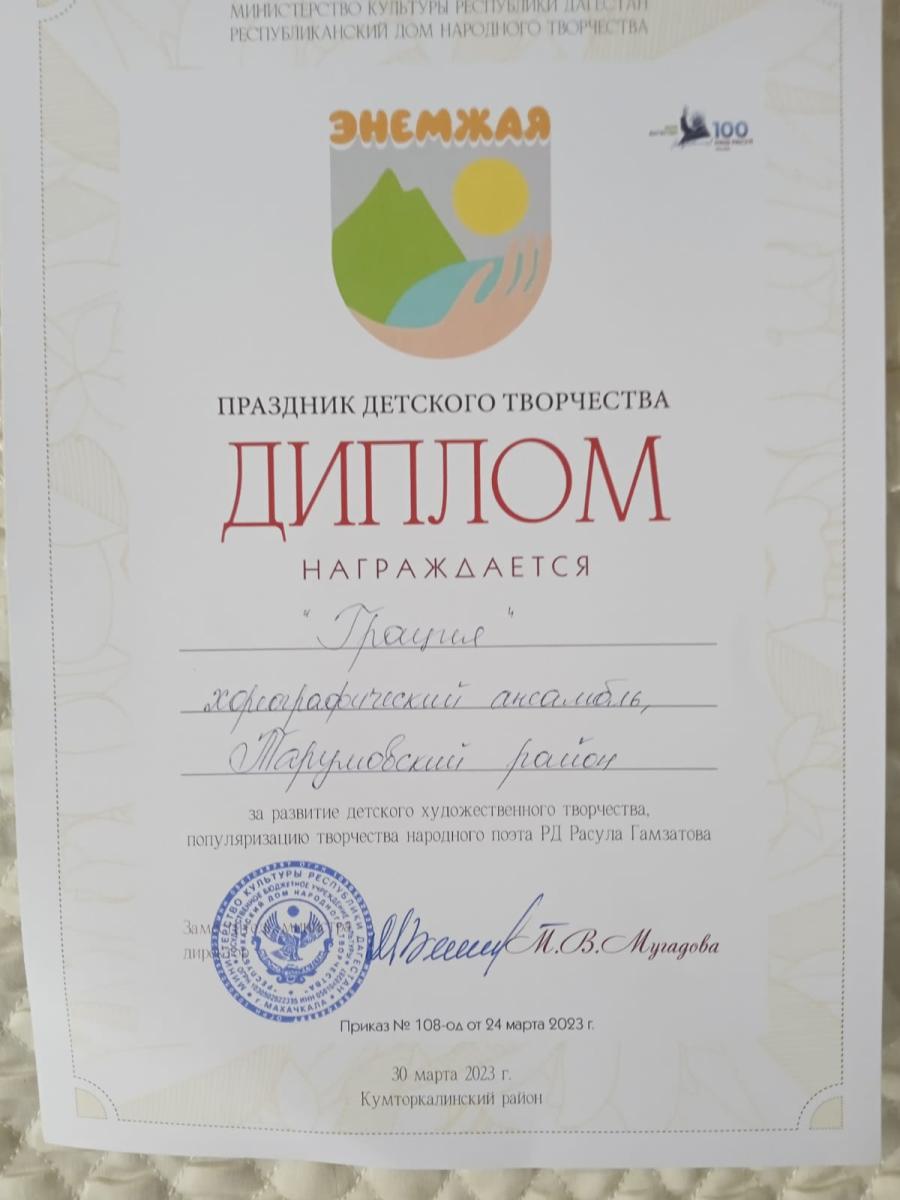 МИНИСТЕРСТВО КУЛЬТУРЫ РЕСПУБЛИКИ ДАГЕСТАН
РЕСПУБЛИКАНСКИЙ ДОМ НАРОДНОГО ТВОРЧЕСТВА
ЭНЕМЖАЯ
100
ПРАЗДНИК ДЕТСКОГО ТВОРЧЕСТВА
ДИПЛОМ
НАГРАЖДАЕТСЯ
"Грация"
хореографический ансамбль,
Тарумовский район
за развитие детского художественного творчества,
популяризацию творчества народного поэта РД Расула Гамзатова
М.В.Мугадова
Приказ № 108-од от 24 марта 2023 г.
30 марта 2023 г.
Кумторкалинский район